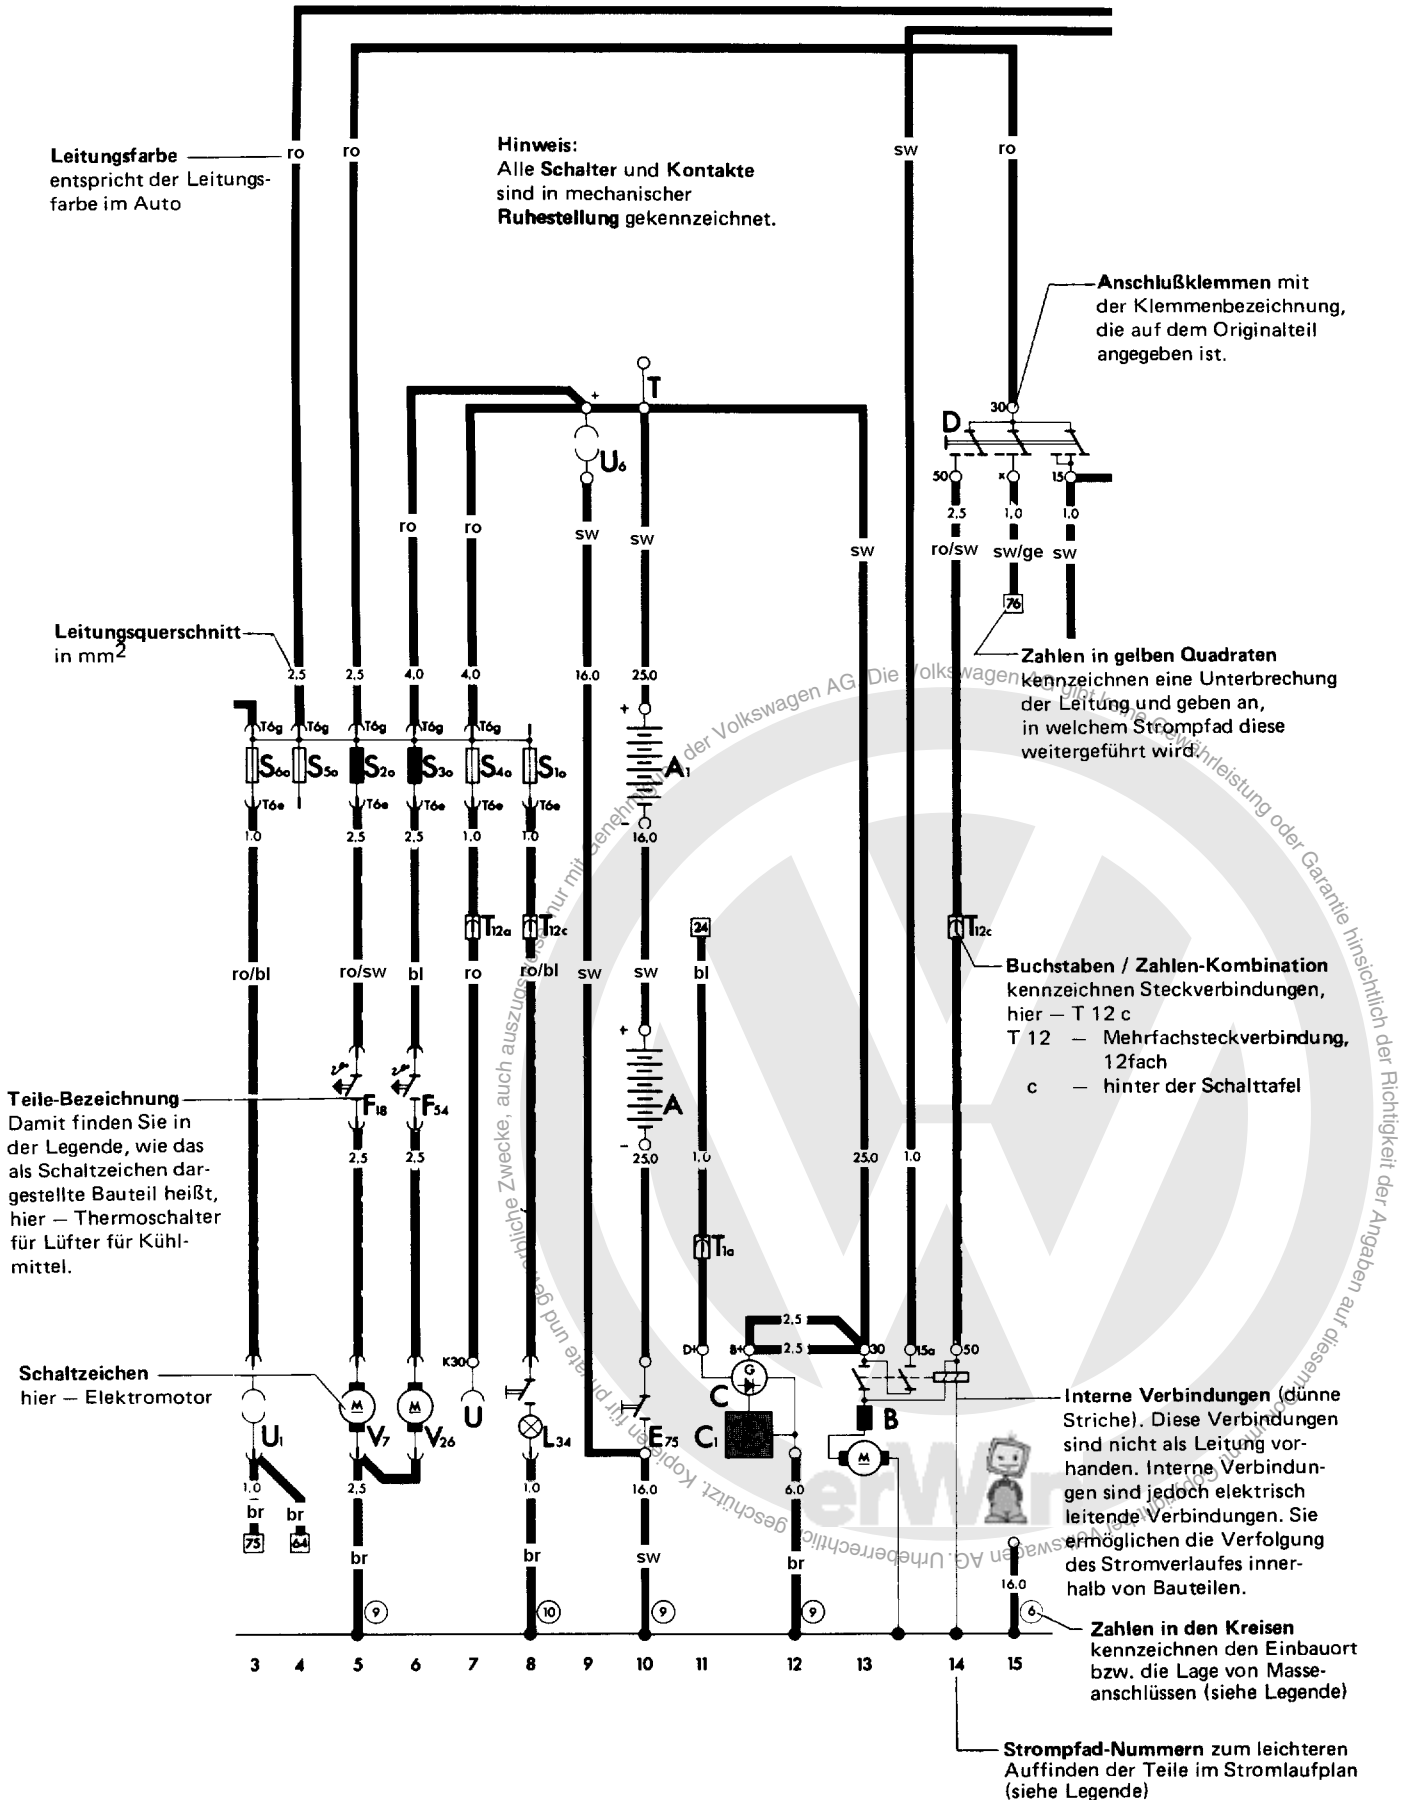 ro
ro
sw
ro
Leitungsfarbe
entspricht der Leitungs-
farbe im Auto
Hinweis:
Alle Schalter und Kontakte
sind in mechanischer
Ruhestellung gekennzeichnet.
Anschlußklemmen mit
der Klemmenbezeichnung,
die auf dem Originalteil
angegeben ist.
T
+
30
D
U6
50
x
15
2,5
1,0
1,0
ro
ro
sw
sw
sw
ro/sw
sw/ge
sw
76
Leitungsquerschnitt
in mm2
2,5
2,5
4,0
4,0
16.0
25.0
Zahlen in gelben Quadraten
kennzeichnen eine Unterbrechung
der Leitung und geben an,
in welchem Strompfad diese
weitergeführt wird.
T6g
T6g
T6g
T6g
T6g
+
S6a
S5a
S2a
S3a
S4a
S1a
A1
T6e
T6e
T6e
T6e
T6e
−
1.0
2,5
2,5
1,0
1,0
16,0
T12a
T12c
24
T12c
ro/bl
ro/sw
bl
ro
ro/bl
sw
sw
bl
Buchstaben / Zahlen-Kombination
kennzeichnen Steckverbindungen,
hier – T 12 c
T 12 – Mehrfachsteckverbindung,
12fach
c – hinter der Schalttafel
+
Teile-Bezeichnung
Damit finden Sie in
der Legende, wie das
als Schaltzeichen dar-
gestellte Bauteil heißt,
hier – Thermoschalter
für Lüfter für Kühl-
mittel.
F18
F54
A
−
2,5
2,5
25.0
1,0
25.0
1.0
T1a
2,5
2,5
D+
B+
30
15a
50
K30
G
Schaltzeichen
hier – Elektromotor
M
M
U
C
B
U1
V7
V26
L34
E75
C1
M
Interne Verbindungen (dünne
Striche). Diese Verbindungen
sind nicht als Leitung vor-
handen. Interne Verbindun-
gen sind jedoch elektrisch
leitende Verbindungen. Sie
ermöglichen die Verfolgung
des Stromverlaufes inner-
halb von Bauteilen.
1,0
2,5
1,0
16.0
6.0
br
br
75
64
br
br
sw
br
16.0
9
10
9
9
6
Zahlen in den Kreisen
kennzeichnen den Einbauort
bzw. die Lage von Masse-
anschlüssen (siehe Legende)
3 4 5 6 7 8 9 10 11 12 13 14 15
Strompfad-Nummern zum leichteren
Auffinden der Teile im Stromlaufplan
(siehe Legende)
erWin